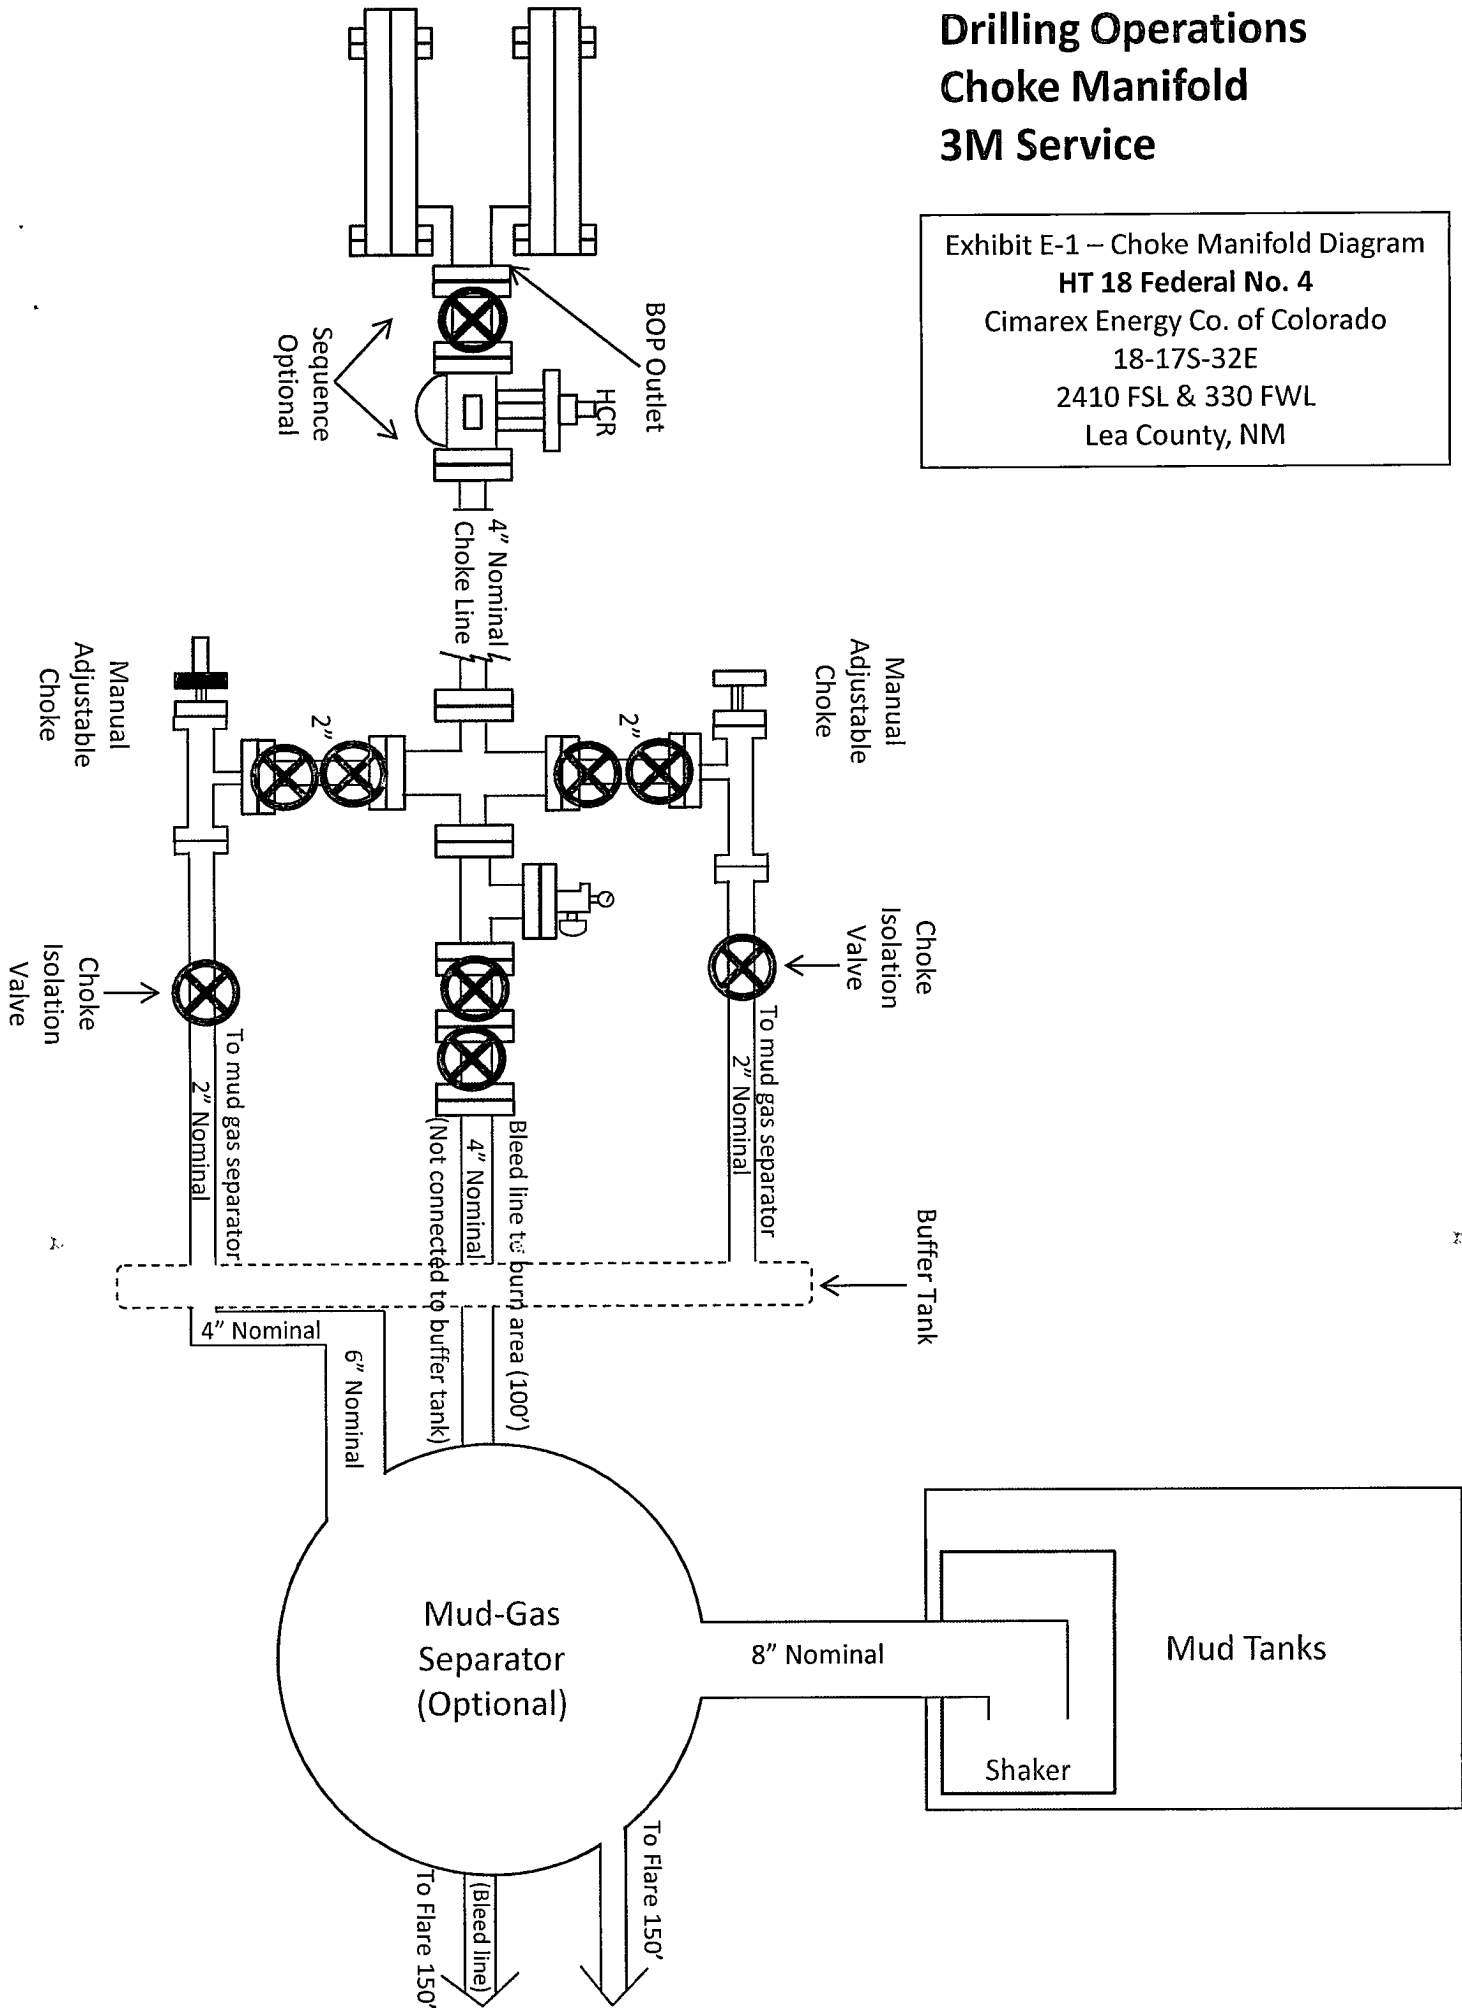 Drilling Operations
Choke Manifold
3M Service
Exhibit E-1 – Choke Manifold Diagram
HT 18 Federal No. 4
Cimarex Energy Co. of Colorado
18-17S-32E
2410 FSL & 330 FWL
Lea County, NM
BOP Outlet
HCR
Sequence
Optional
4” Nominal
Choke Line
Manual
Adjustable
Choke
2”
2”
Manual
Adjustable
Choke
Choke
Isolation
Valve
Choke
Isolation
Valve
To mud gas separator
2” Nominal
Bleed line to burn area (100’)
4” Nominal
(Not connected to buffer tank)
To mud gas separator
2” Nominal
Buffer Tank
4” Nominal
6” Nominal
Mud-Gas
Separator
(Optional)
8” Nominal
Mud Tanks
Shaker
To Flare 150’
(Bleed line)
To Flare 150’